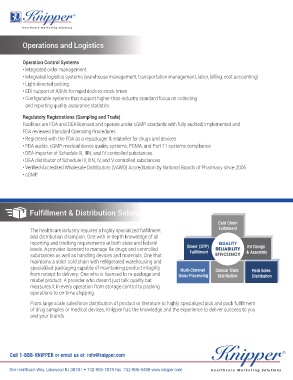 Knipper®
Healthcare Marketing Solutions
Operations and Logistics
Operation Control Systems
• Integrated order management
• Integrated logistics systems (warehouse management, transportation management, labor, billing, cost accounting)
• Light-directed picking
• EDI support of ASNs for rapid dock-to-stock times
• Configurable systems that support higher-than-industry standard focus on collecting
and reporting quality assurance statistics
Regulatory Registrations (Sampling and Trade)
Facilities are FDA and DEA licensed and operate under cGMP standards with fully audited, implemented and
FDA reviewed Standard Operating Procedures
• Registered with the FDA as a repackager & relabeler for drugs and devices
• FDA audits: cGMP, medical device quality systems, PDMA, and Part 11 systems compliance
• DEA importer of Schedule III, IIIN, and IV controlled substances
• DEA distributor of Schedule III, IIIN, IV, and V controlled substances
• Verified-Accredited Wholesale Distributors (VAWD) Accreditation by National Boards of Pharmacy since 2006
• cGMP
Fulfillment & Distribution Solutions
The healthcare industry requires a highly specialized fulfillment
and distribution champion. One with in depth knowledge of all
reporting and tracking requirements at both state and federal
levels. A provider licensed to manage Rx drugs and controlled
substances as well as handling devices and materials. One that
maintains a strict cold chain with refrigerated warehousing and
specialized packaging capable of maintaining product integrity
from receipt to delivery. One who is licensed to re-package and
relabel product. A provider who doesn't just talk quality but
measures it in every operation from storage control to packing
operations to on-time shipping.
Cold Chain
Fulfillment
Direct (DTP)
Fulfillment
QUALITY
RELIABILITY
EFFICIENCY
Kit Design
& Assembly
Multi-Channel
Order Processing
Clinical Trials
Distribution
Field Sales
Distribution
From large scale salesforce distribution of product or literature to highly specialized pick and pack fulfillment
of drug samples or medical devices, Knipper has the knowledge and the experience to deliver success to you
and your brands.
Call 1-888-KNIPPER or email us at: info@knipper.com
One Healthcare Way, Lakewood NJ 08701 • 732-905-7878 Fax: 732-905-0469 www.knipper.com
Knipper®
Healthcare Marketing Solutions